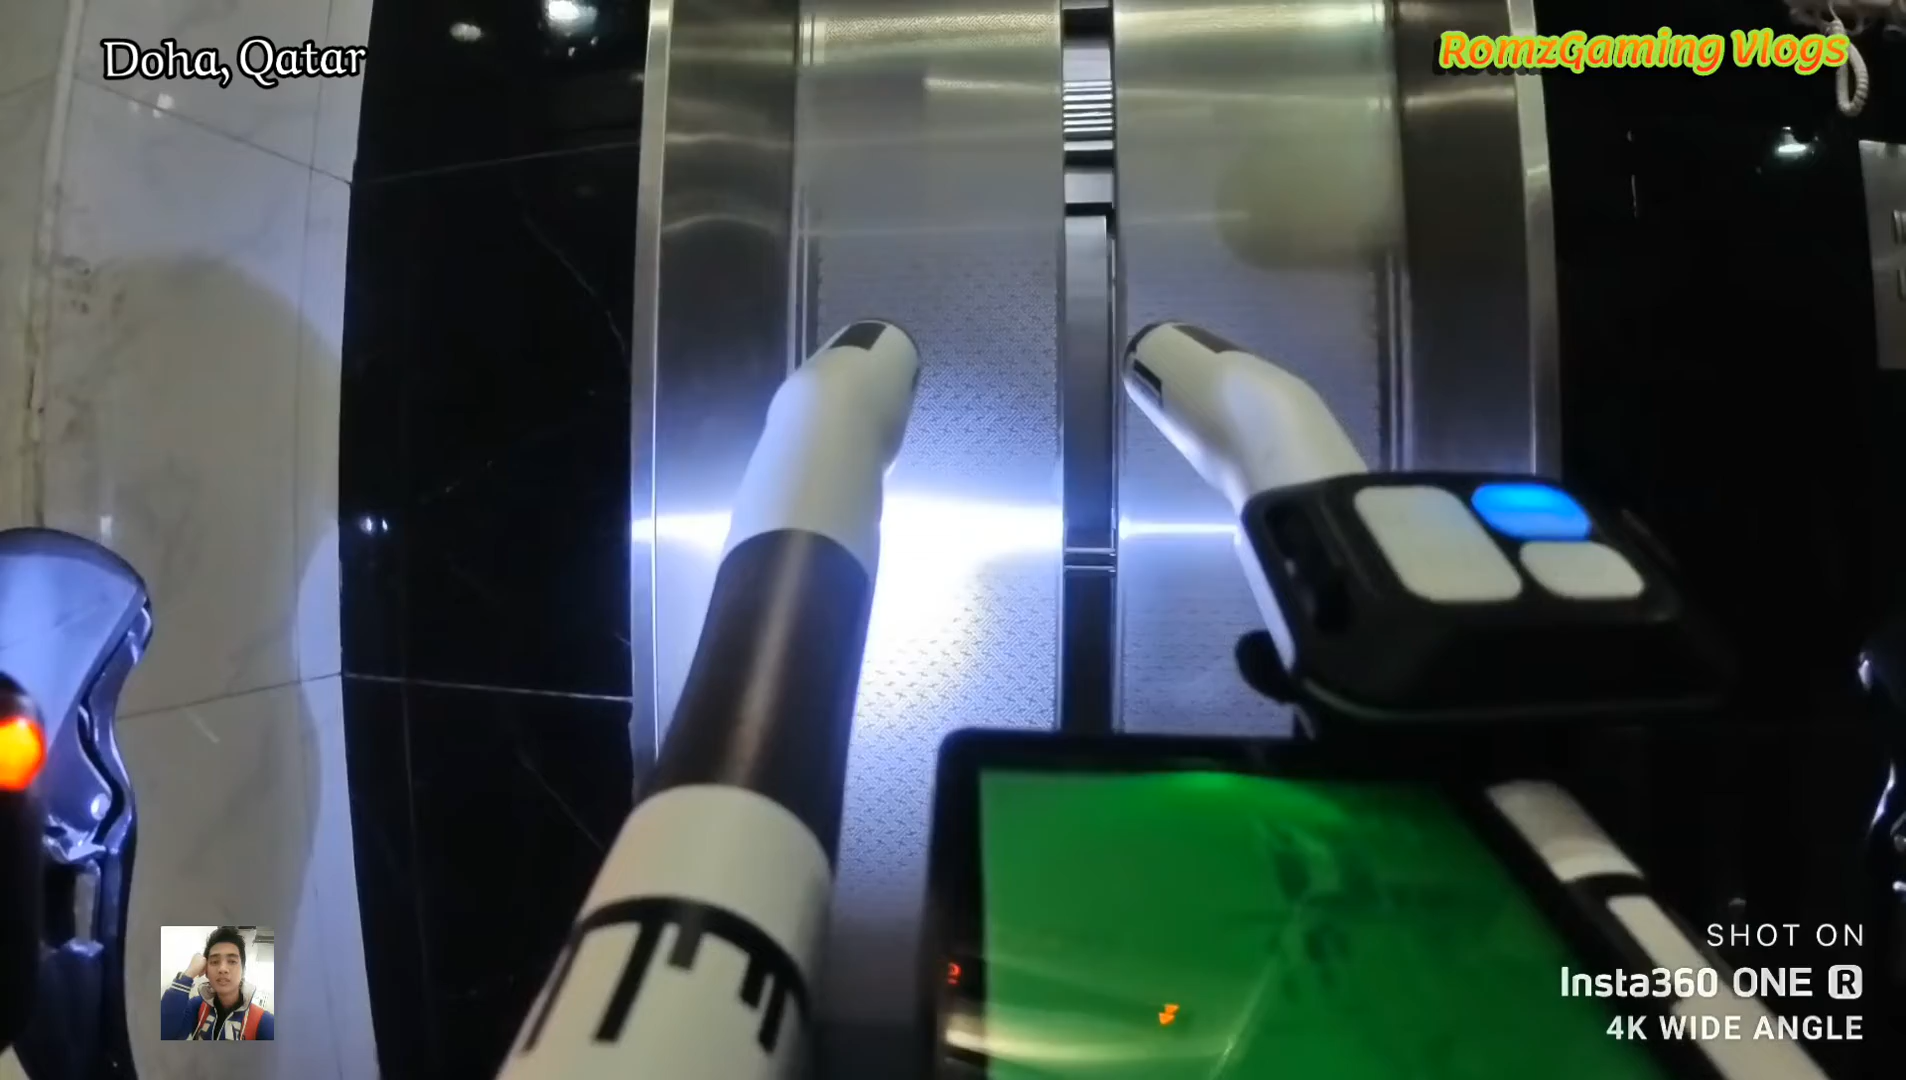 Doha, Qatar
RomzGaming Vlogs
SHOT ON
Insta360 ONE R
4K WIDE ANGLE